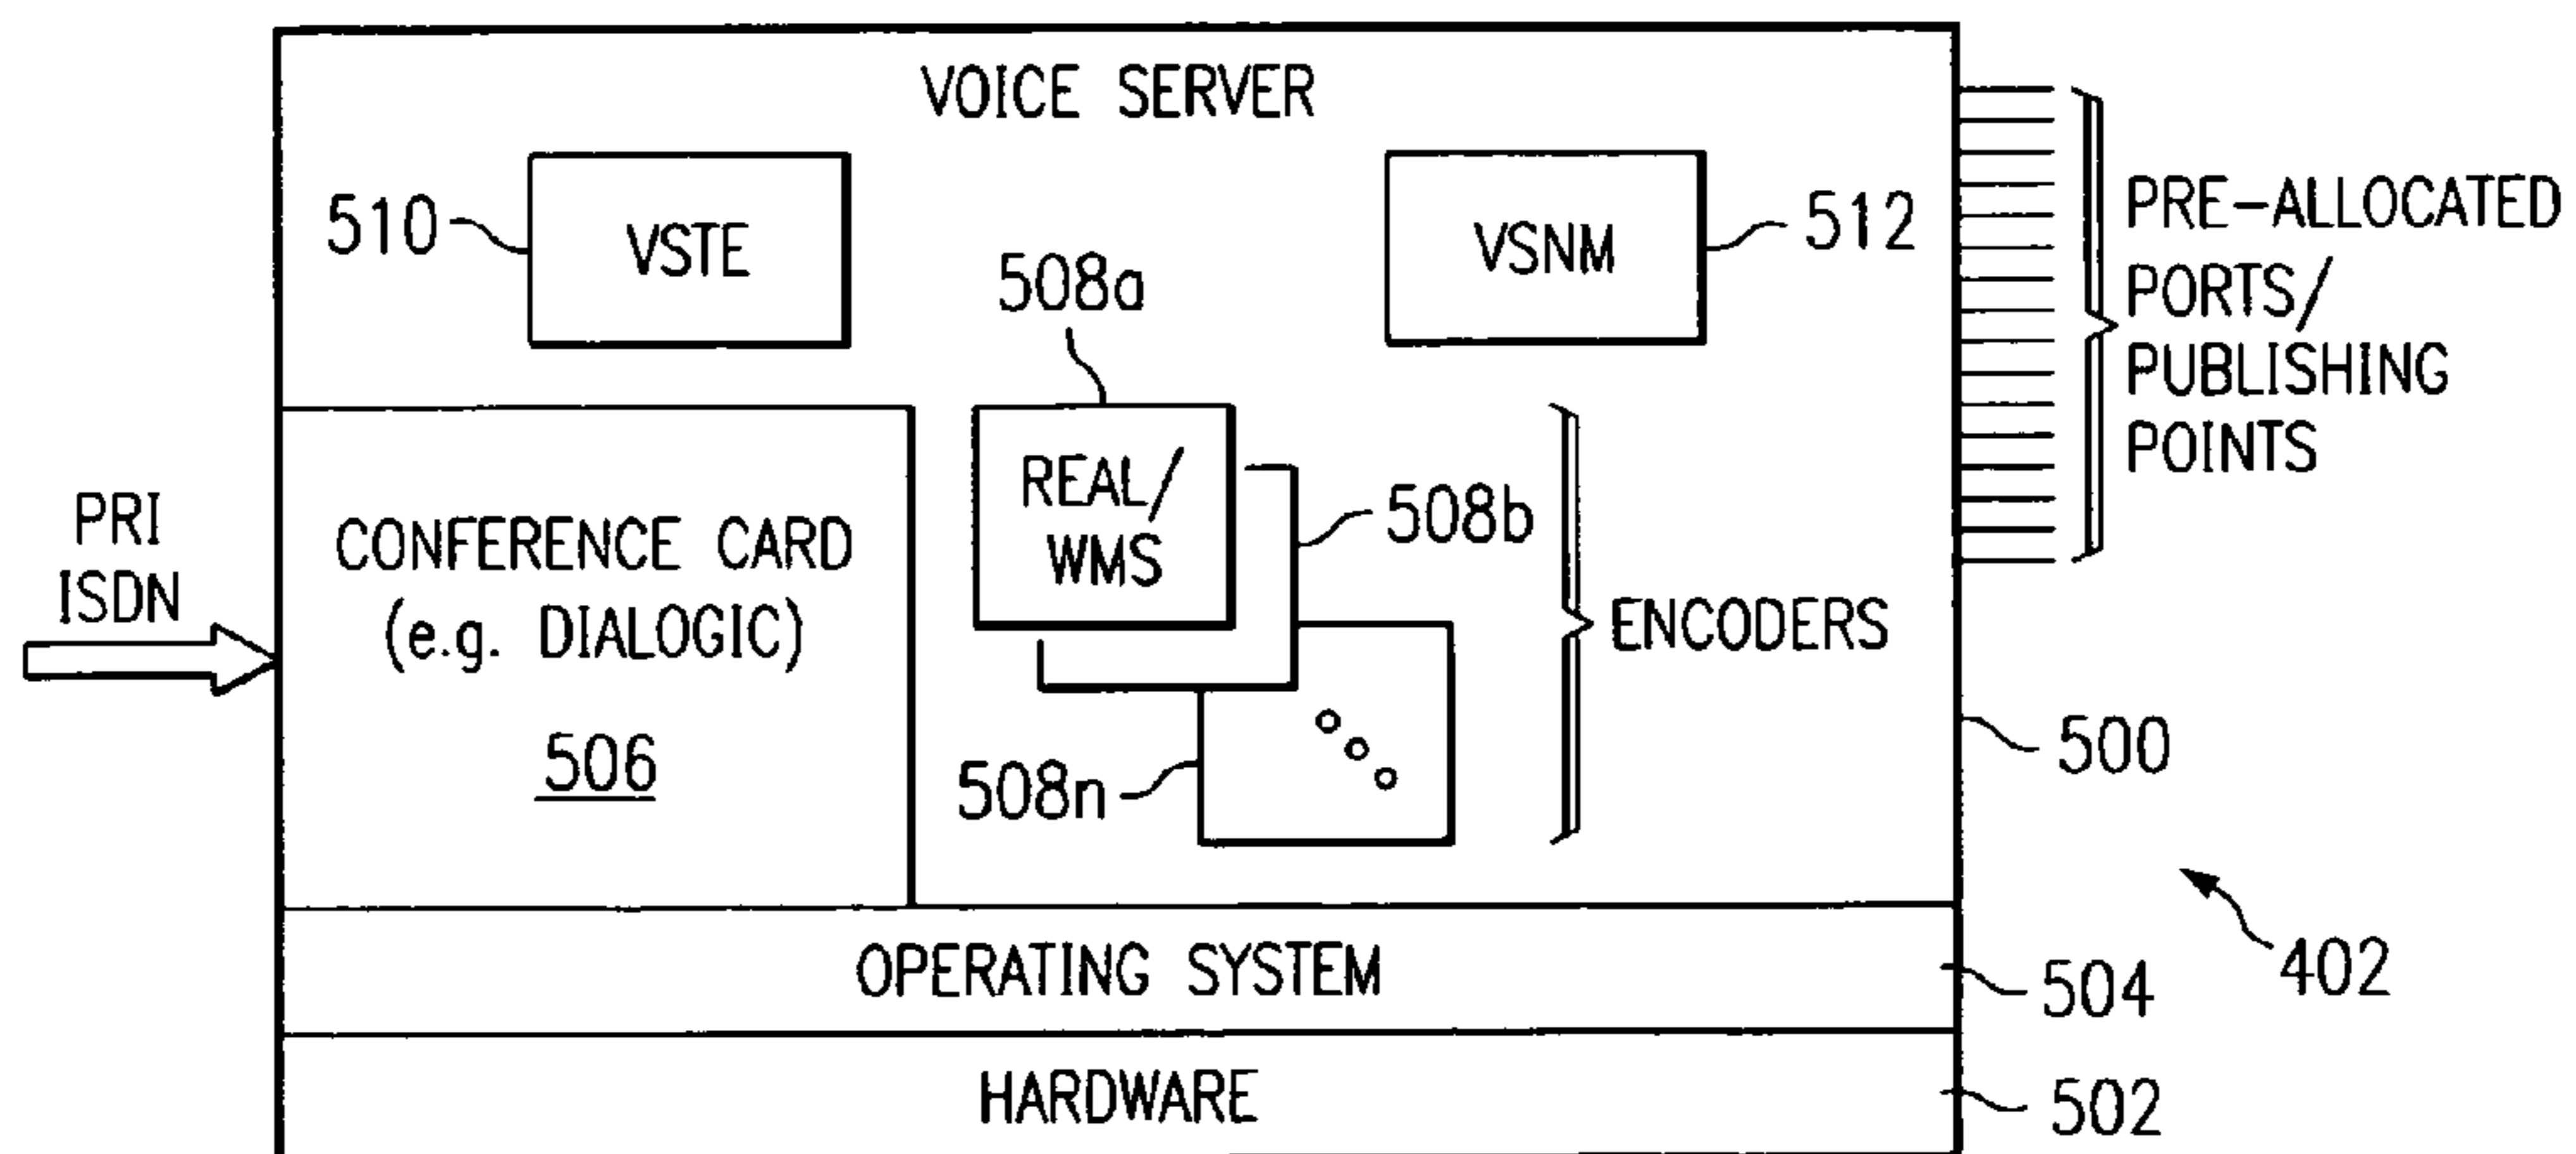 VOICE SERVER
510
VSTE
VSNM
512
PRE-ALLOCATED
PORTS/
PUBLISHING
POINTS
508a
REAL/
WMS
508b
508n
ENCODERS
PRI
ISDN
CONFERENCE CARD
(e.g. DIALOGIC)
506
500
402
OPERATING SYSTEM
504
HARDWARE
502